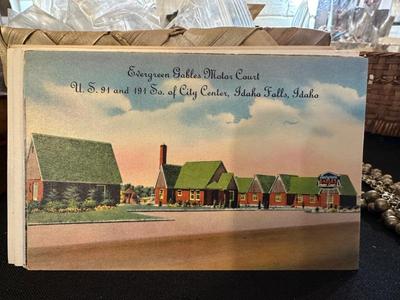 Evergreen Gables Motor Court
U. S. 91 and 191 So. of City Center, Idaho Falls, Idaho